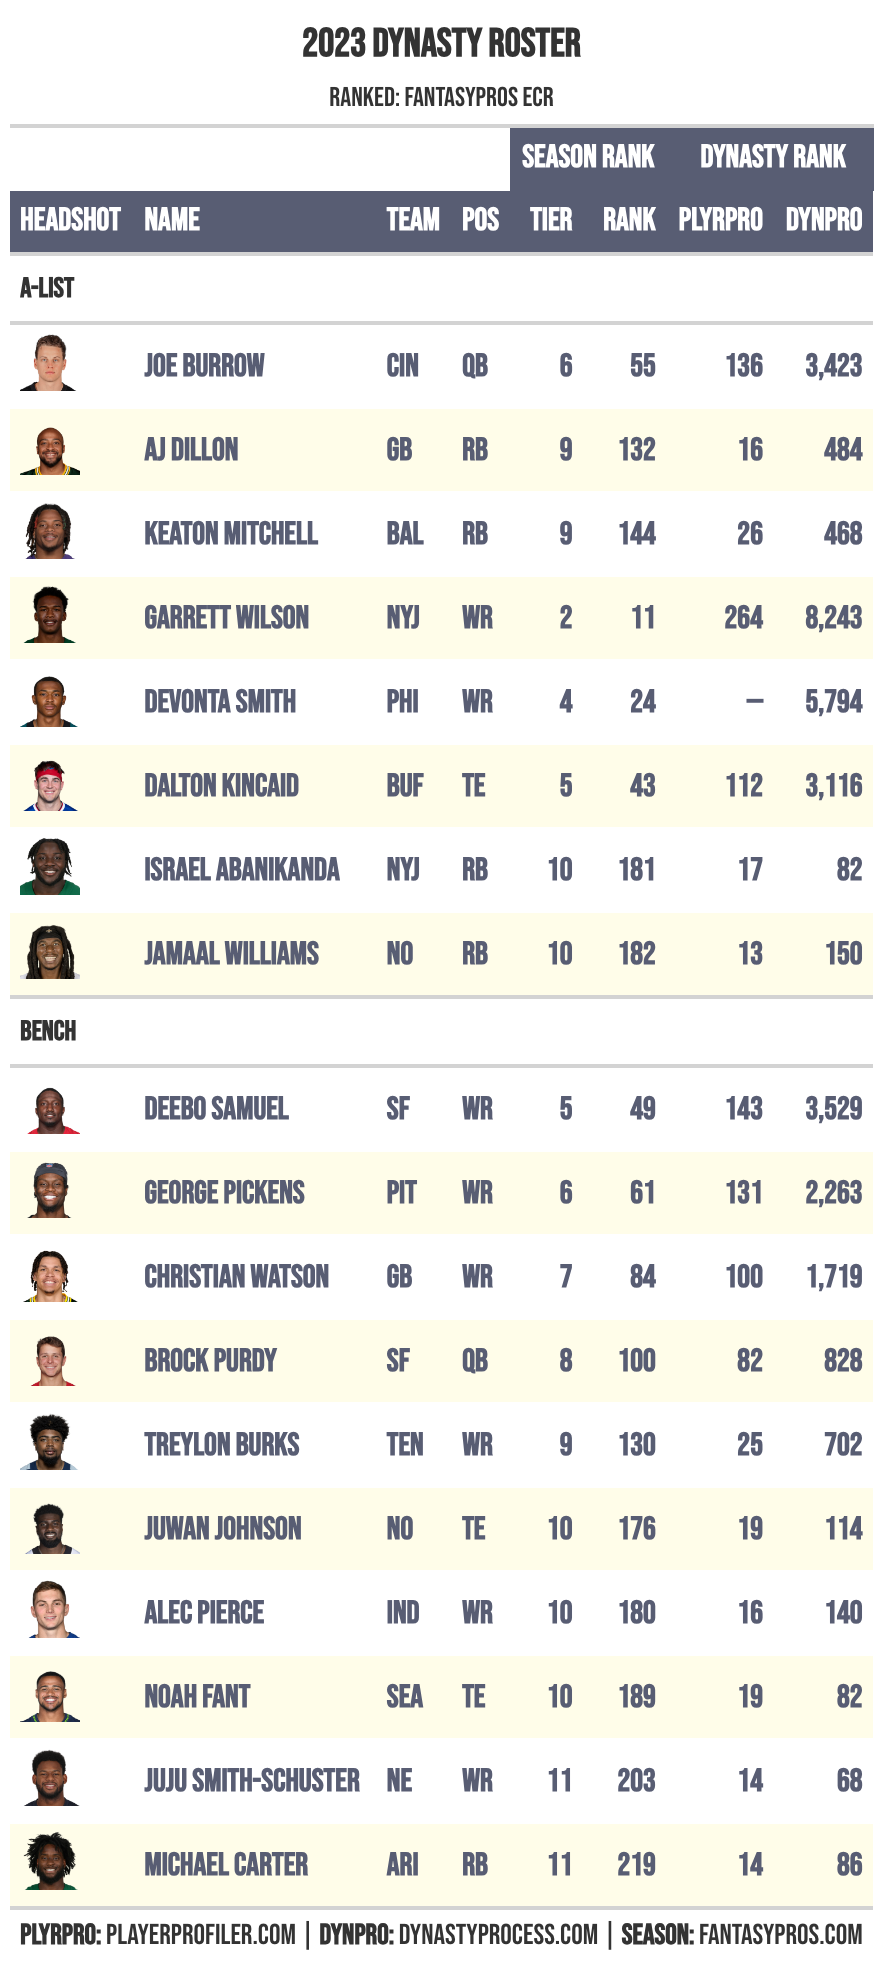 2023 DYNASTY ROSTER
RANKED: FANTASYPROS ECR
SEASON RANK DYNASTY RANK
HEADSHOT NAME TEAM POS TIER RANK PLYRPRO DYNPRO
A-LIST
JOE BURROW CIN QB 6 55 136 3,423
AJ DILLON GB RB 9 132 16 484
KEATON MITCHELL BAL RB 9 144 26 468
GARRETT WILSON NYJ WR 2 11 264 8,243
DEVONTA SMITH PHI WR 4 24 — 5,794
DALTON KINCAID BUF TE 5 43 112 3,116
ISRAEL ABANIKANDA NYJ RB 10 181 17 82
JAMAAL WILLIAMS NO RB 10 182 13 150
BENCH
DEEBO SAMUEL SF WR 5 49 143 3,529
GEORGE PICKENS PIT WR 6 61 131 2,263
CHRISTIAN WATSON GB WR 7 84 100 1,719
BROCK PURDY SF QB 8 100 82 828
TREYLON BURKS TEN WR 9 130 25 702
JUWAN JOHNSON NO TE 10 176 19 114
ALEC PIERCE IND WR 10 180 16 140
NOAH FANT SEA TE 10 189 19 82
JUJU SMITH-SCHUSTER NE WR 11 203 14 68
MICHAEL CARTER ARI RB 11 219 14 86
PLYRPRO: PLAYERPROFILER.COM | DYNPRO: DYNASTYPROCESS.COM | SEASON: FANTASYPROS.COM